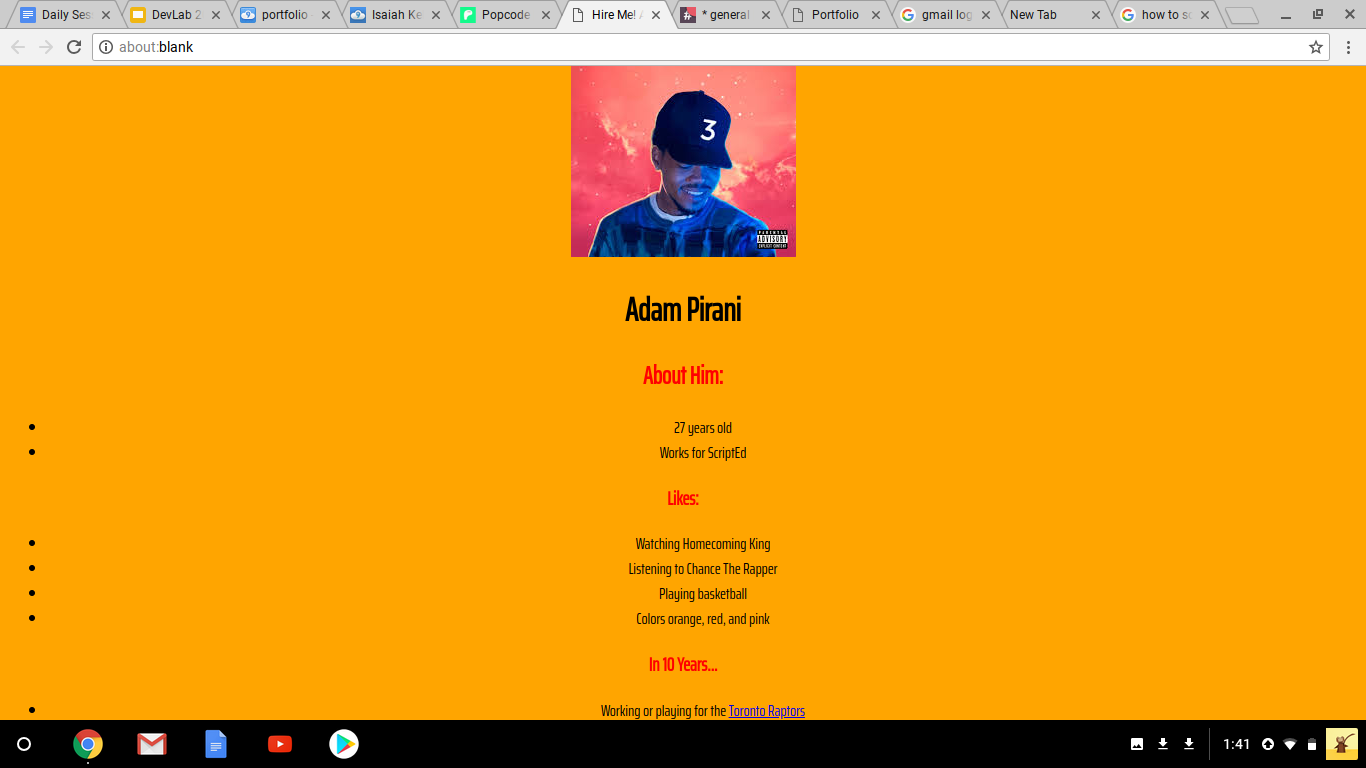 Daily Ses
DevLab 2
portfolio
Isaiah Ke
Popcode
Hire Me!
* general
Portfolio
gmail log
New Tab
how to sc
about:blank
3
PARENTAL
ADVISORY
EXPLICIT CONTENT
Adam Pirani
About Him:
27 years old
Works for ScriptEd
Likes:
Watching Homecoming King
Listening to Chance The Rapper
Playing basketball
Colors orange, red, and pink
In 10 Years...
Working or playing for the Toronto Raptors
1:41